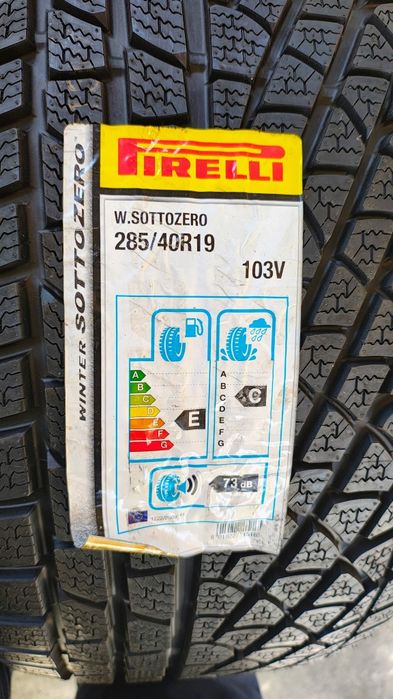 PIRELLI
WINTER SOTTOZERO
W.SOTTOZERO
285/40R19
103V
A
B
C
D
E
F
G
E
A
B
C
D
E
F
G
C
73 dB